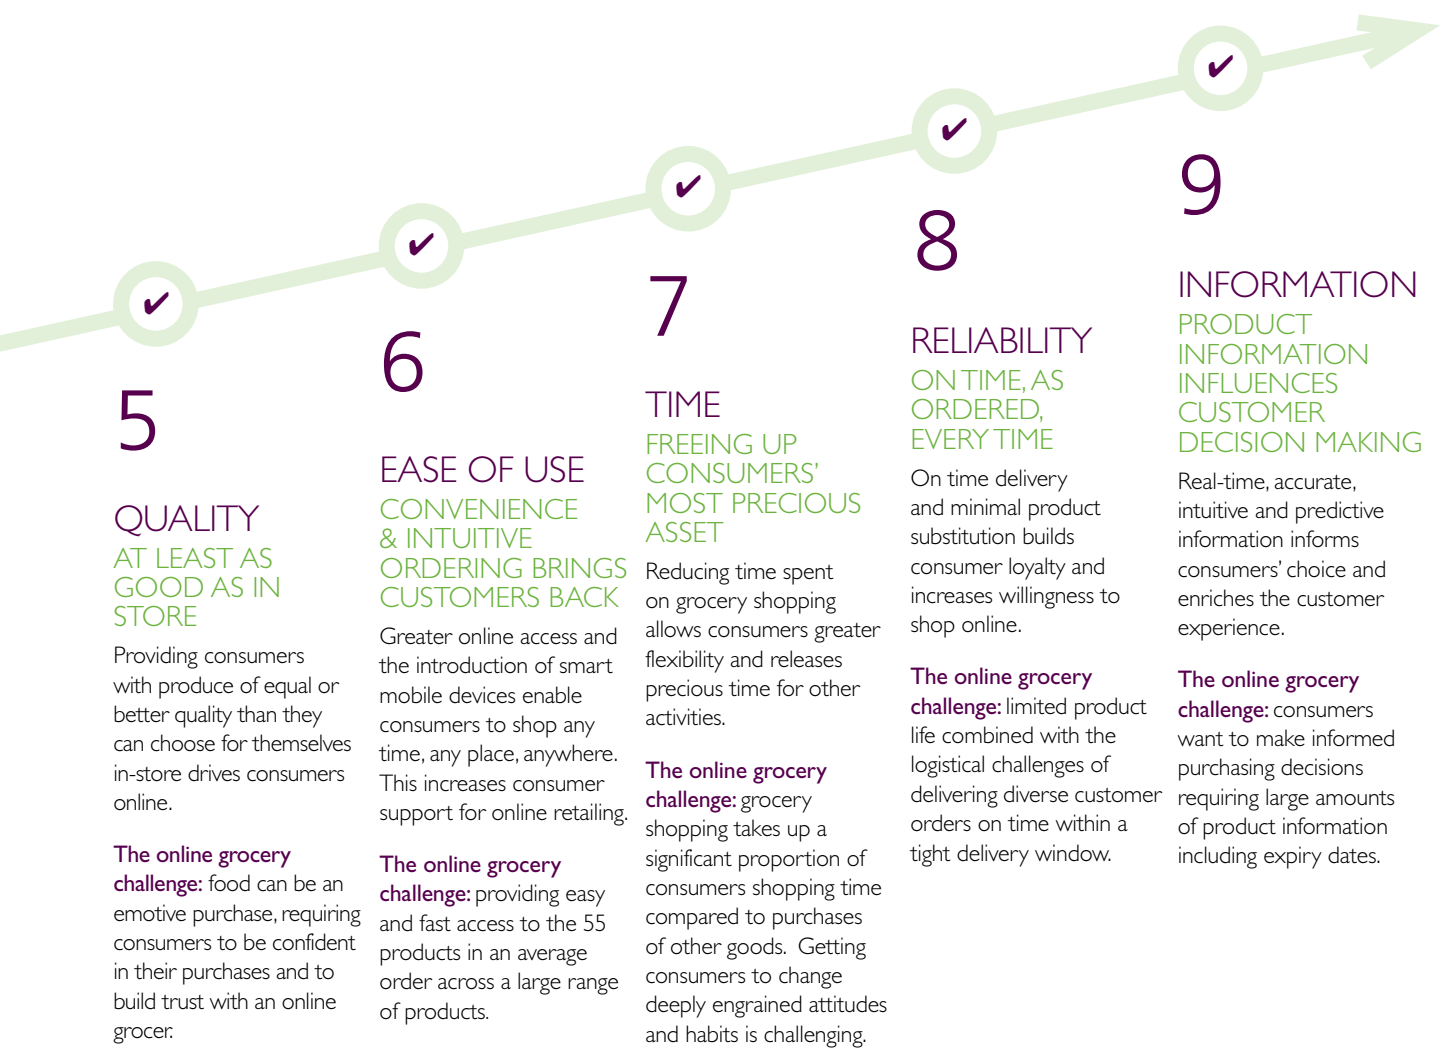 5
QUALITY
AT LEAST AS
GOOD AS IN
STORE
Providing consumers
with produce of equal or
better quality than they
can choose for themselves
in-store drives consumers
online.
The online grocery
challenge: food can be an
emotive purchase, requiring
consumers to be confident
in their purchases and to
build trust with an online
grocer.
6
EASE OF USE
CONVENIENCE
& INTUITIVE
ORDERING BRINGS
CUSTOMERS BACK
Greater online access and
the introduction of smart
mobile devices enable
consumers to shop any
time, any place, anywhere.
This increases consumer
support for online retailing.
The online grocery
challenge: providing easy
and fast access to the 55
products in an average
order across a large range
of products.
7
TIME
FREEING UP
CONSUMERS’
MOST PRECIOUS
ASSET
Reducing time spent
on grocery shopping
allows consumers greater
flexibility and releases
precious time for other
activities.
The online grocery
challenge: grocery
shopping takes up a
significant proportion of
consumers shopping time
compared to purchases
of other goods.  Getting
consumers to change
deeply engrained attitudes
and habits is challenging.
8
RELIABILITY
ON TIME, AS
ORDERED,
EVERY TIME
On time delivery
and minimal product
substitution builds
consumer loyalty and
increases willingness to
shop online.
The online grocery
challenge: limited product
life combined with the
logistical challenges of
delivering diverse customer
orders on time within a
tight delivery window.
9
INFORMATION
PRODUCT
INFORMATION
INFLUENCES
CUSTOMER
DECISION MAKING
Real-time, accurate,
intuitive and predictive
information informs
consumers’ choice and
enriches the customer
experience.
The online grocery
challenge: consumers
want to make informed
purchasing decisions
requiring large amounts
of product information
including expiry dates.